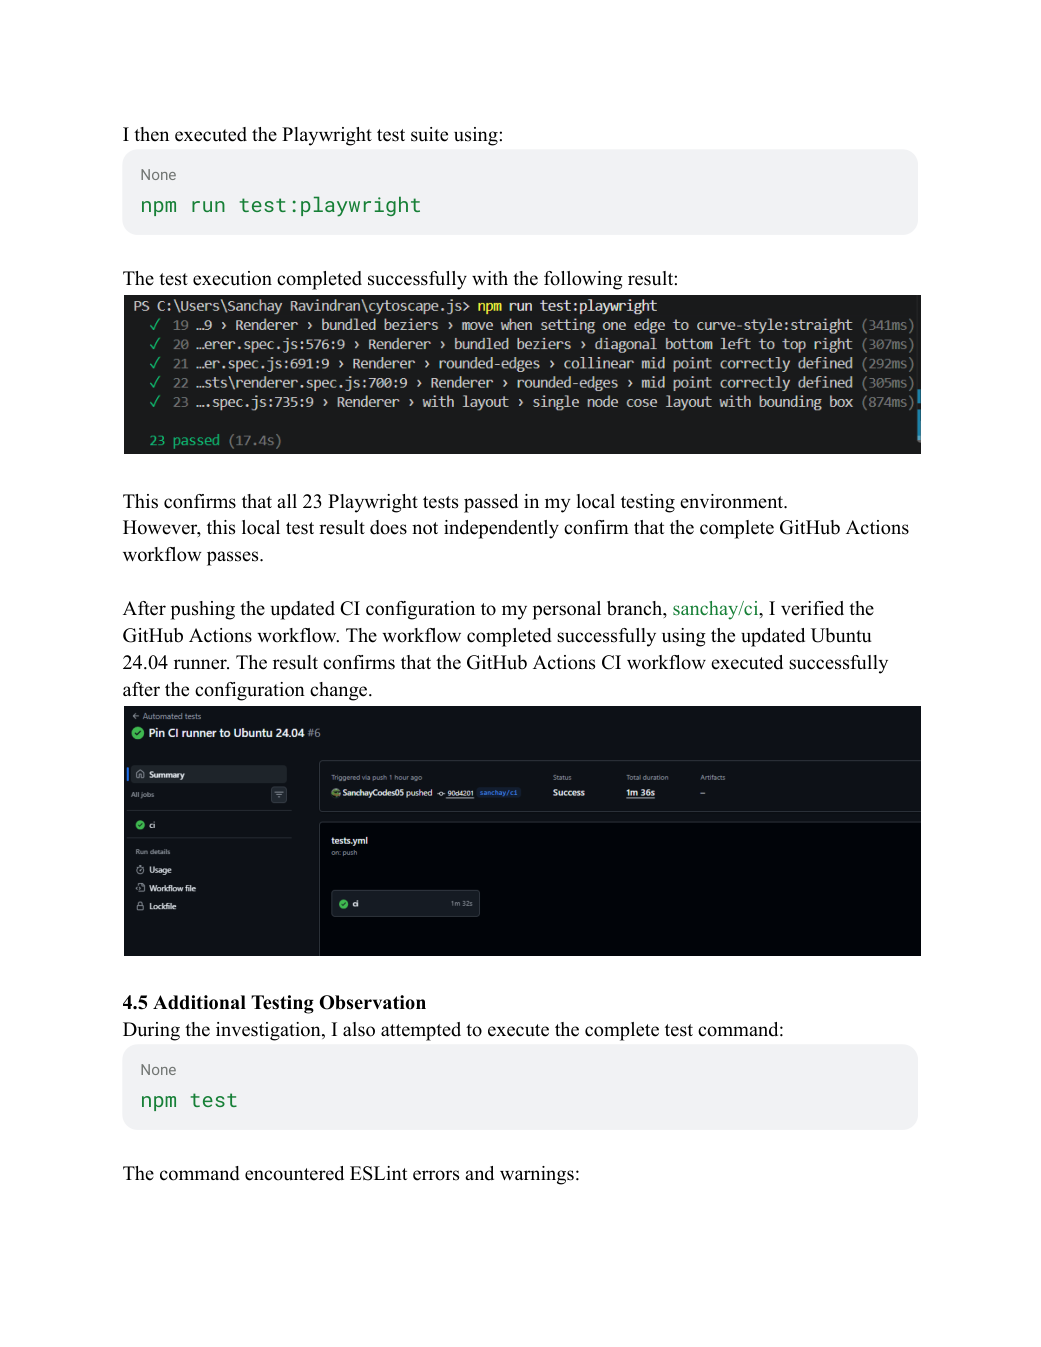 I then executed the Playwright test suite using:
None
npm run test:playwright
The test execution completed successfully with the following result:
PS C:\Users\Sanchay Ravindran\cytoscape.js> npm run test:playwright
✓ 19 …9 › Renderer › bundled beziers › move when setting one edge to curve-style:straight (341ms)
✓ 20 …erer.spec.js:576:9 › Renderer › bundled beziers › diagonal bottom left to top right (307ms)
✓ 21 …er.spec.js:691:9 › Renderer › rounded-edges › collinear mid point correctly defined (292ms)
✓ 22 …sts\renderer.spec.js:700:9 › Renderer › rounded-edges › mid point correctly defined (305ms)
✓ 23 ….spec.js:735:9 › Renderer › with layout › single node cose layout with bounding box (874ms)
23 passed (17.4s)
This confirms that all 23 Playwright tests passed in my local testing environment.
However, this local test result does not independently confirm that the complete GitHub Actions
workflow passes.
After pushing the updated CI configuration to my personal branch, sanchay/ci, I verified the
GitHub Actions workflow. The workflow completed successfully using the updated Ubuntu
24.04 runner. The result confirms that the GitHub Actions CI workflow executed successfully
after the configuration change.
← Automated tests
Pin CI runner to Ubuntu 24.04 #6
Summary
All jobs
ci
Run details
Usage
Workflow file
Lockfile
Triggered via push 1 hour ago
SanchayCodes05 pushed 90d4201 sanchay/ci
Status
Success
Total duration
1m 36s
Artifacts
–
tests.yml
on: push
ci 1m 32s
4.5 Additional Testing Observation
During the investigation, I also attempted to execute the complete test command:
None
npm test
The command encountered ESLint errors and warnings: